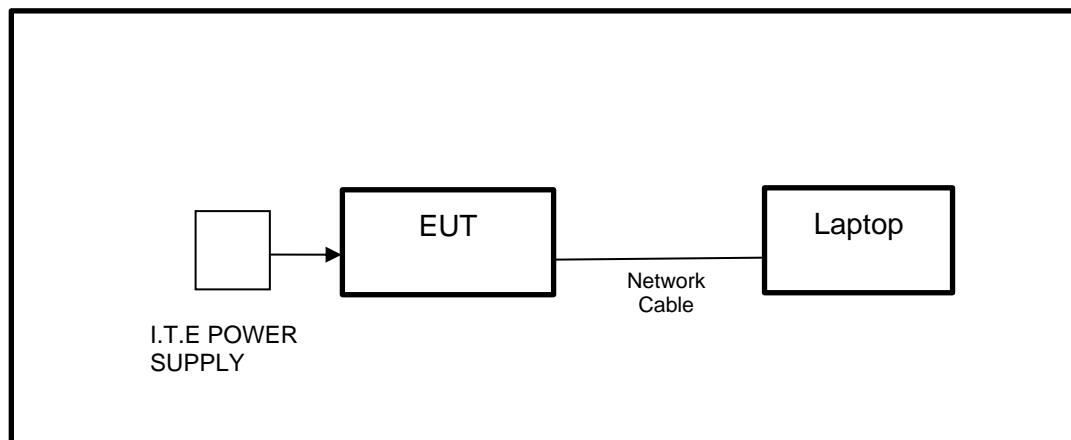 EUT
Laptop
Network
Cable
I.T.E POWER
SUPPLY